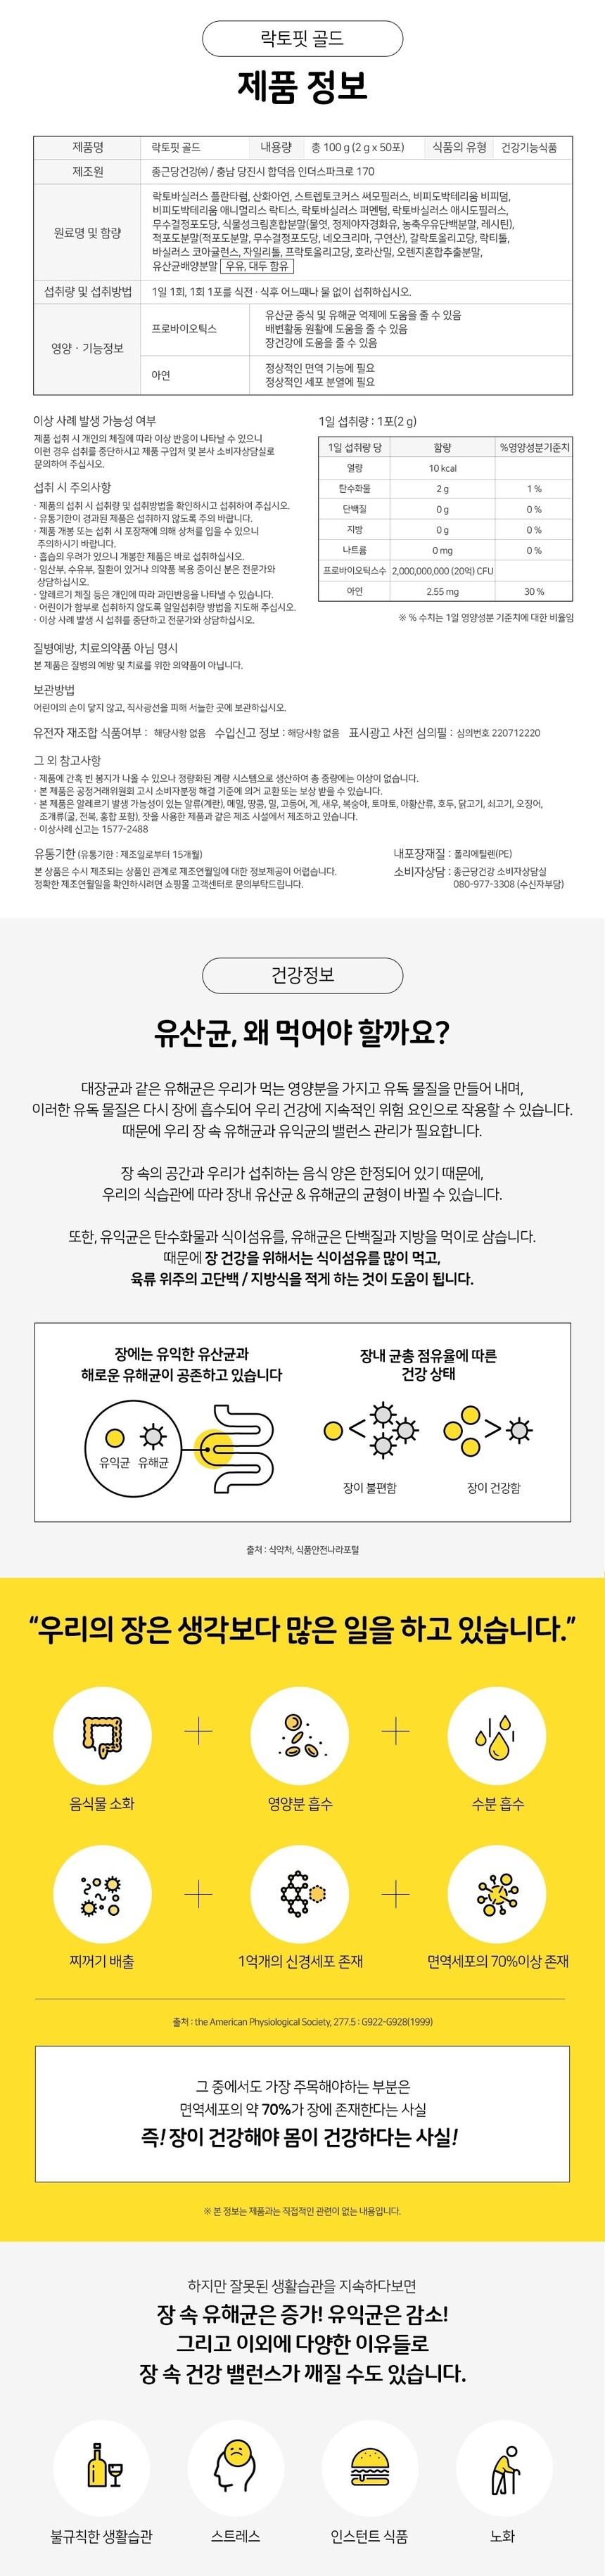 락토핏 골드
제품 정보
제품명 락토핏 골드 내용량 총 100 g (2 g x 50포) 식품의 유형 건강기능식품
제조원 종근당건강㈜ / 충남 당진시 합덕읍 인더스파크로 170
원료명 및 함량
락토바실러스 플란타럼, 산화아연, 스트렙토코커스 써모필러스, 비피도박테리움 비피덤,
비피도박테리움 애니멀리스 락티스, 락토바실러스 퍼멘텀, 락토바실러스 애시도필러스,
무수결정포도당, 식물성크림혼합분말(물엿, 정제야자경화유, 농축우유단백분말, 레시틴),
적포도분말(적포도분말, 무수결정포도당, 네오크리마, 구연산), 갈락토올리고당, 락티톨,
바실러스 코아귤런스, 자일리톨, 프락토올리고당, 호라산밀, 오렌지혼합추출분말,
유산균배양분말 우유, 대두 함유
섭취량 및 섭취방법 1일 1회, 1회 1포를 식전 · 식후 어느때나 물 없이 섭취하십시오.
영양 · 기능정보
프로바이오틱스
유산균 증식 및 유해균 억제에 도움을 줄 수 있음
배변활동 원활에 도움을 줄 수 있음
장건강에 도움을 줄 수 있음
아연
정상적인 면역 기능에 필요
정상적인 세포 분열에 필요
이상 사례 발생 가능성 여부
제품 섭취 시 개인의 체질에 따라 이상 반응이 나타날 수 있으니
이런 경우 섭취를 중단하시고 제품 구입처 및 본사 소비자상담실로
문의하여 주십시오.
섭취 시 주의사항
· 제품의 섭취 시 섭취량 및 섭취방법을 확인하시고 섭취하여 주십시오.
· 유통기한이 경과된 제품은 섭취하지 않도록 주의 바랍니다.
· 제품 개봉 또는 섭취 시 포장재에 의해 상처를 입을 수 있으니
주의하시기 바랍니다.
· 흡습의 우려가 있으니 개봉한 제품은 바로 섭취하십시오.
· 임산부, 수유부, 질환이 있거나 의약품 복용 중이신 분은 전문가와
상담하십시오.
· 알레르기 체질 등은 개인에 따라 과민반응을 나타낼 수 있습니다.
· 어린이가 함부로 섭취하지 않도록 일일섭취량 방법을 지도해 주십시오.
· 이상 사례 발생 시 섭취를 중단하고 전문가와 상담하십시오.
1일 섭취량 : 1포(2 g)
1일 섭취량 당 함량 %영양성분기준치
열량 10 kcal
탄수화물 2 g 1 %
단백질 0 g 0 %
지방 0 g 0 %
나트륨 0 mg 0 %
프로바이오틱스수 2,000,000,000 (20억) CFU
아연 2.55 mg 30 %
※ % 수치는 1일 영양성분 기준치에 대한 비율임
질병예방, 치료의약품 아님 명시
본 제품은 질병의 예방 및 치료를 위한 의약품이 아닙니다.
보관방법
어린이의 손이 닿지 않고, 직사광선을 피해 서늘한 곳에 보관하십시오.
유전자 재조합 식품여부 : 해당사항 없음 수입신고 정보 : 해당사항 없음 표시광고 사전 심의필 : 심의번호 220712220
그 외 참고사항
· 제품에 간혹 빈 봉지가 나올 수 있으나 정량화된 계량 시스템으로 생산하여 총 중량에는 이상이 없습니다.
· 본 제품은 공정거래위원회 고시 소비자분쟁 해결 기준에 의거 교환 또는 보상 받을 수 있습니다.
· 본 제품은 알레르기 발생 가능성이 있는 알류(계란), 메밀, 땅콩, 밀, 고등어, 게, 새우, 복숭아, 토마토, 아황산류, 호두, 닭고기, 쇠고기, 오징어,
조개류(굴, 전복, 홍합 포함), 잣을 사용한 제품과 같은 제조 시설에서 제조하고 있습니다.
· 이상사례 신고는 1577-2488
유통기한 (유통기한 : 제조일로부터 15개월)
본 상품은 수시 제조되는 상품인 관계로 제조연월일에 대한 정보제공이 어렵습니다.
정확한 제조연월일을 확인하시려면 쇼핑몰 고객센터로 문의부탁드립니다.
내포장재질 : 폴리에틸렌(PE)
소비자상담 : 종근당건강 소비자상담실
080-977-3308 (수신자부담)
건강정보
유산균, 왜 먹어야 할까요?
대장균과 같은 유해균은 우리가 먹는 영양분을 가지고 유독 물질을 만들어 내며,
이러한 유독 물질은 다시 장에 흡수되어 우리 건강에 지속적인 위험 요인으로 작용할 수 있습니다.
때문에 우리 장 속 유해균과 유익균의 밸런스 관리가 필요합니다.
장 속의 공간과 우리가 섭취하는 음식 양은 한정되어 있기 때문에,
우리의 식습관에 따라 장내 유산균 & 유해균의 균형이 바뀔 수 있습니다.
또한, 유익균은 탄수화물과 식이섬유를, 유해균은 단백질과 지방을 먹이로 삼습니다.
때문에 장 건강을 위해서는 식이섬유를 많이 먹고,
육류 위주의 고단백 / 지방식을 적게 하는 것이 도움이 됩니다.
장에는 유익한 유산균과
해로운 유해균이 공존하고 있습니다
유익균 유해균
장내 균총 점유율에 따른
건강 상태
<
>
장이 불편함 장이 건강함
출처 : 식약처, 식품안전나라포털
“우리의 장은 생각보다 많은 일을 하고 있습니다.”
음식물 소화 영양분 흡수 수분 흡수
찌꺼기 배출 1억개의 신경세포 존재 면역세포의 70%이상 존재
출처 : the American Physiological Society, 277.5 : G922-G928(1999)
그 중에서도 가장 주목해야하는 부분은
면역세포의 약 70%가 장에 존재한다는 사실
즉! 장이 건강해야 몸이 건강하다는 사실!
※ 본 정보는 제품과는 직접적인 관련이 없는 내용입니다.
하지만 잘못된 생활습관을 지속하다보면
장 속 유해균은 증가! 유익균은 감소!
그리고 이외에 다양한 이유들로
장 속 건강 밸런스가 깨질 수도 있습니다.
불규칙한 생활습관 스트레스 인스턴트 식품 노화